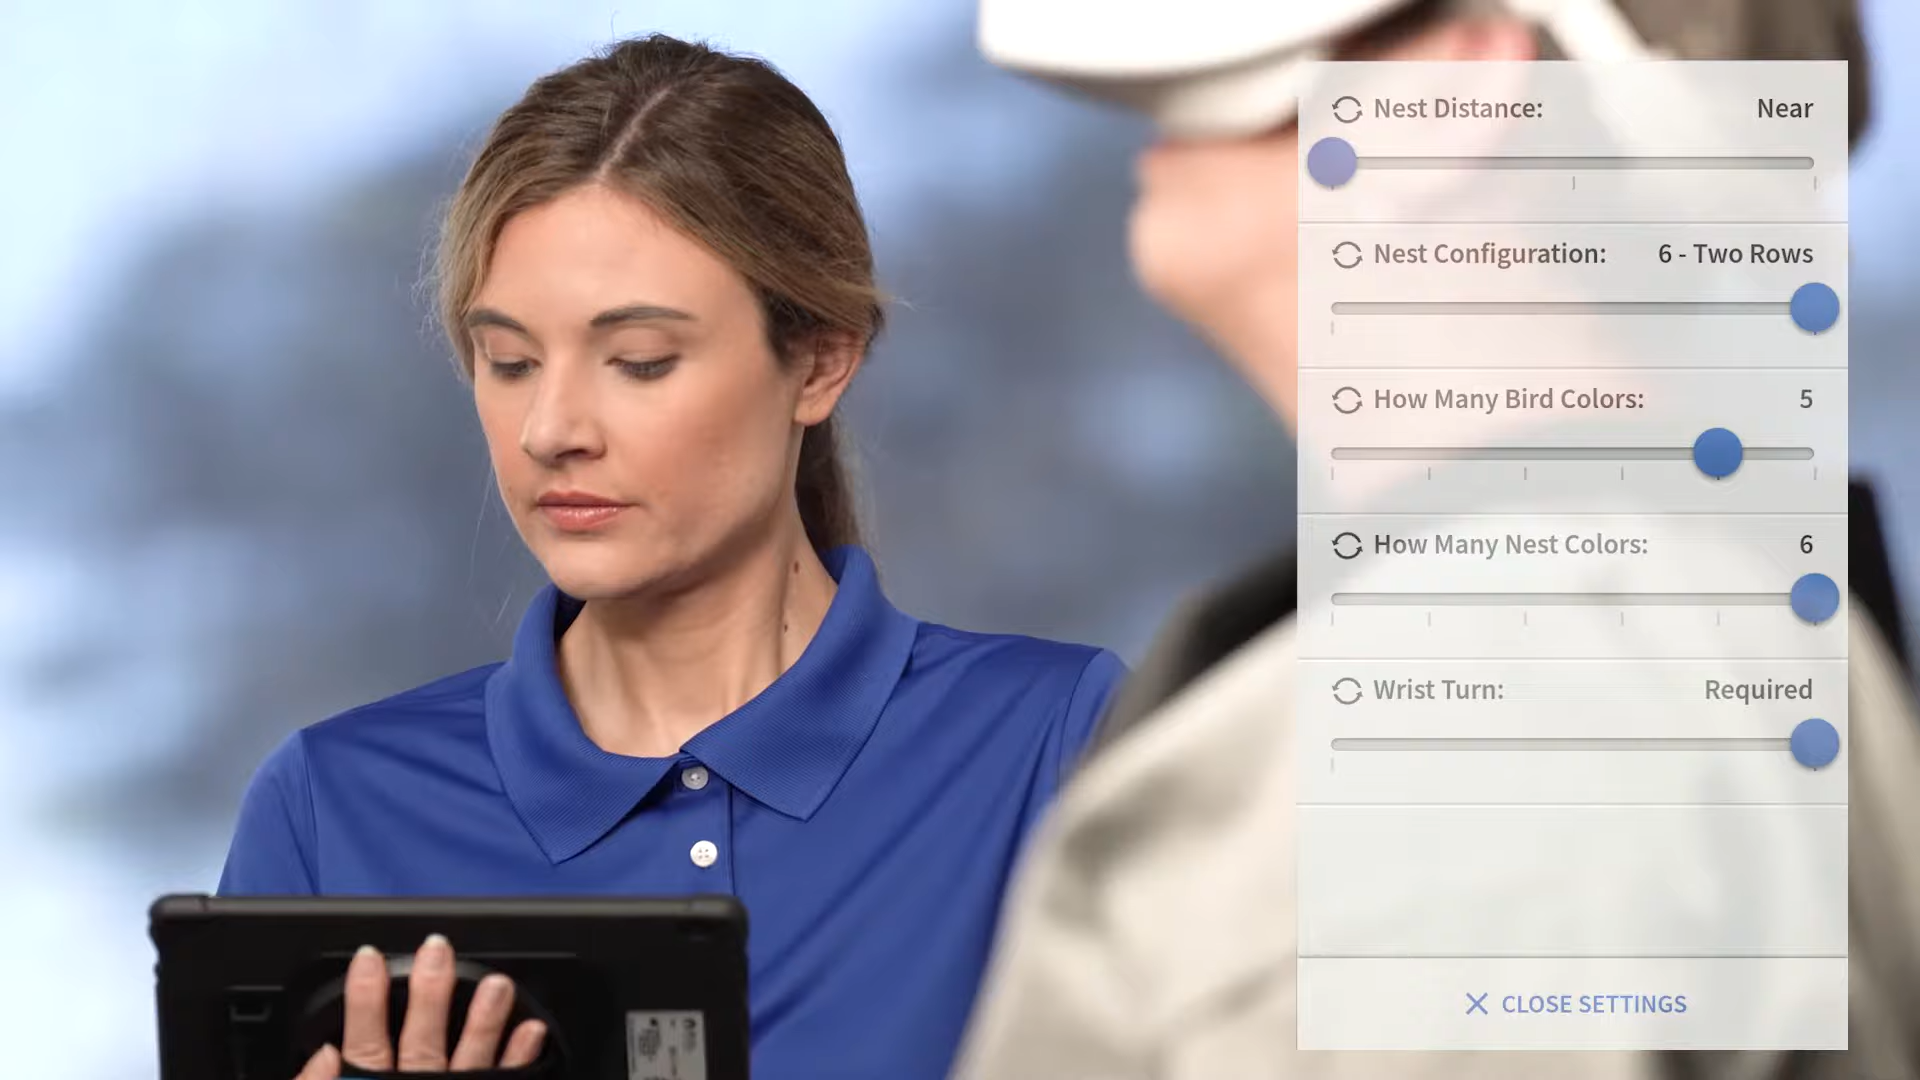 Nest Distance: Near
Nest Configuration: 6 - Two Rows
How Many Bird Colors: 5
How Many Nest Colors: 6
Wrist Turn: Required
CLOSE SETTINGS